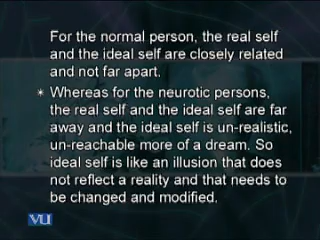 For the normal person, the real self
and the ideal self are closely related
and not far apart.
✴ Whereas for the neurotic persons,
the real self and the ideal self are far
away and the ideal self is un-realistic,
un-reachable more of a dream. So
ideal self is like an illusion that does
not reflect a reality and that needs to
be changed and modified.
VU